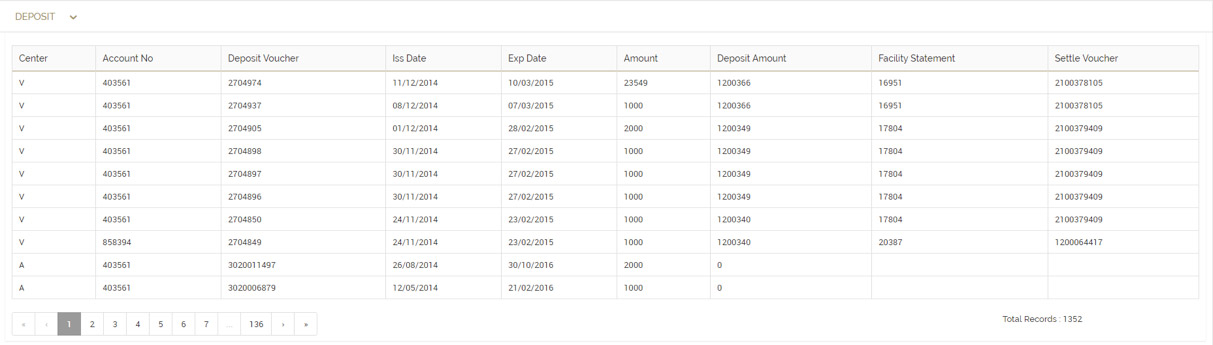 DEPOSIT
Center Account No Deposit Voucher Iss Date Exp Date Amount Deposit Amount Facility Statement Settle Voucher
V 403561 2704974 11/12/2014 10/03/2015 23549 1200366 16951 2100378105
V 403561 2704937 08/12/2014 07/03/2015 1000 1200366 16951 2100378105
V 403561 2704905 01/12/2014 28/02/2015 2000 1200349 17804 2100379409
V 403561 2704898 30/11/2014 27/02/2015 1000 1200349 17804 2100379409
V 403561 2704897 30/11/2014 27/02/2015 1000 1200349 17804 2100379409
V 403561 2704896 30/11/2014 27/02/2015 1000 1200349 17804 2100379409
V 403561 2704850 24/11/2014 23/02/2015 1000 1200340 17804 2100379409
V 858394 2704849 24/11/2014 23/02/2015 1000 1200340 20387 1200064417
A 403561 3020011497 26/08/2014 30/10/2016 2000 0
A 403561 3020006879 12/05/2014 21/02/2016 1000 0
« ‹ 1 2 3 4 5 6 7 ... 136 › » Total Records : 1352